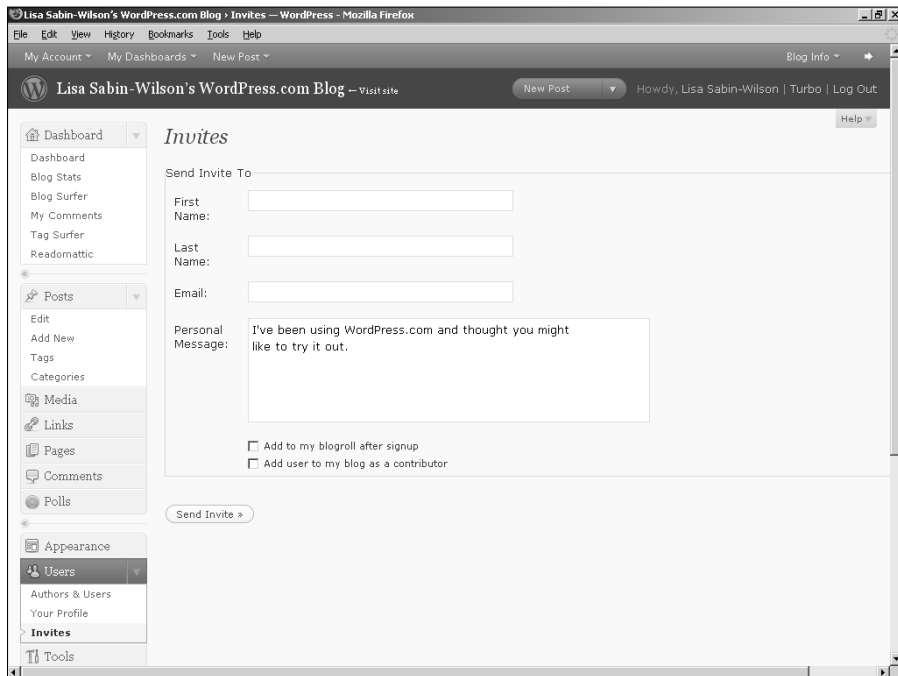 Lisa Sabin-Wilson's WordPress.com Blog › Invites — WordPress - Mozilla Firefox
File Edit View History Bookmarks Tools Help
My Account My Dashboards New Post Blog Info
Lisa Sabin-Wilson's WordPress.com Blog – Visit site New Post Howdy, Lisa Sabin-Wilson | Turbo | Log Out
Help
Dashboard
Dashboard
Blog Stats
Blog Surfer
My Comments
Tag Surfer
Readomattic
Posts
Edit
Add New
Tags
Categories
Media
Links
Pages
Comments
Polls
Appearance
Users
Authors & Users
Your Profile
Invites
Tools
Invites
Send Invite To
First
Name:
Last
Name:
Email:
Personal
Message:
I've been using WordPress.com and thought you might
like to try it out.
Add to my blogroll after signup
Add user to my blog as a contributor
Send Invite »